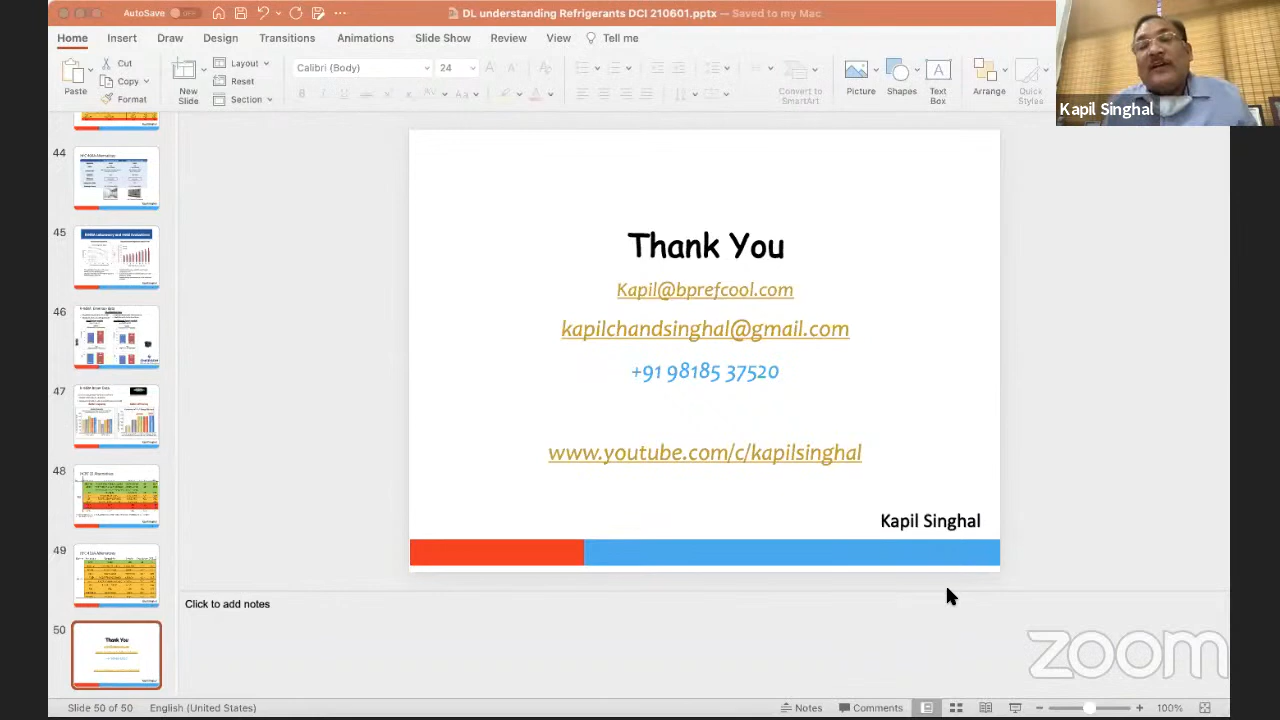 AutoSave OFF DL understanding Refrigerants DCI 210601.pptx — Saved to my Mac
Home Insert Draw Design Transitions Animations Slide Show Review View Tell me
Paste Cut Copy Format New Slide Layout Reset Section Calibri (Body) 24 Convert to SmartArt Picture Shapes Text Box Arrange Quick Styles
Kapil Singhal
44
45
46
47
48
49
50
Thank You
Kapil@bprefcool.com
kapilchandsinghal@gmail.com
+91 98185 37520
www.youtube.com/c/kapilsinghal
Kapil Singhal
Click to add notes
zoom
Slide 50 of 50 English (United States) Notes Comments 100%